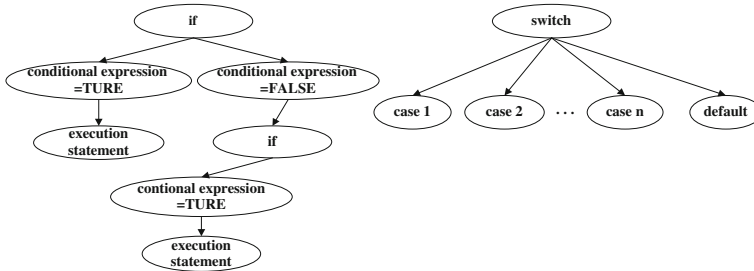 if
conditional expression
=TURE
conditional expression
=FALSE
execution
statement
if
contional expression
=TURE
execution
statement
switch
case 1
case 2
...
case n
default